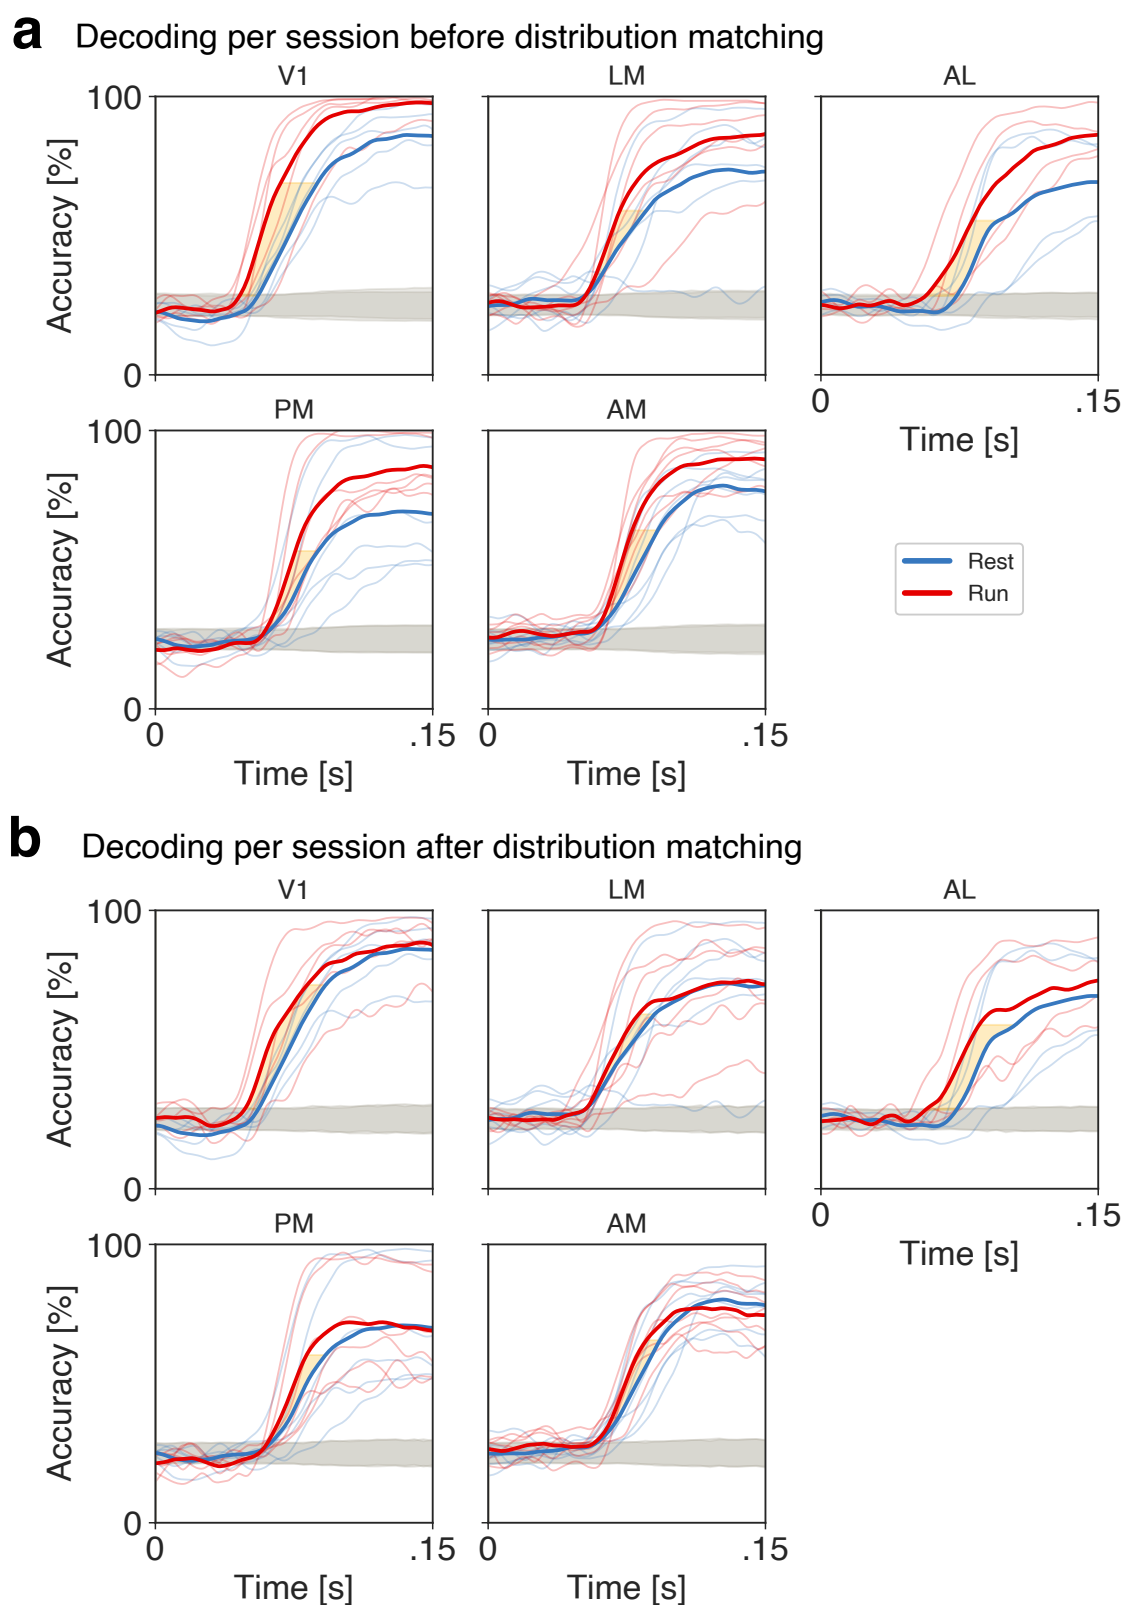 a Decoding per session before distribution matching
V1 LM AL
100
Accuracy [%]
0
0 .15
Time [s]
PM AM
100
Accuracy [%]
0
0 .15 0 .15
Time [s] Time [s]
Rest
Run
b Decoding per session after distribution matching
V1 LM AL
100
Accuracy [%]
0
0 .15
Time [s]
PM AM
100
Accuracy [%]
0
0 .15 0 .15
Time [s] Time [s]